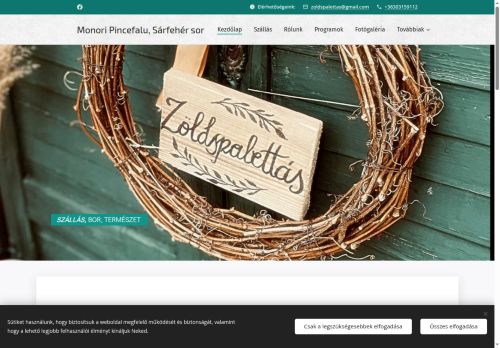 Elérhetőségeink: zoldspalettas@gmail.com +36303159112
Monori Pincefalu, Sárfehér sor
Kezdőlap Szállás Rólunk Programok Fotógaléria Továbbiak
Zöldspalettás
SZÁLLÁS, BOR, TERMÉSZET
Sütiket használunk, hogy biztosítsuk a weboldal megfelelő működését és biztonságát, valamint
hogy a lehető legjobb felhasználói élményt kínáljuk Neked.
Csak a legszükségesebbek elfogadása
Összes elfogadása